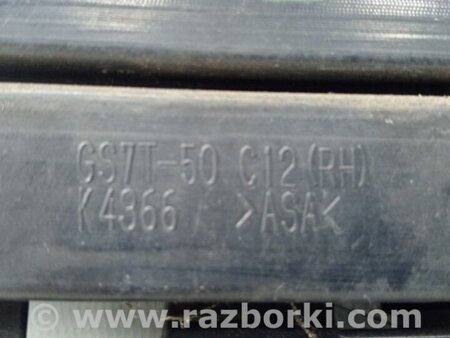 GS7T-50 C12(RH)
K4366 >ASA<
© www.razborki.com